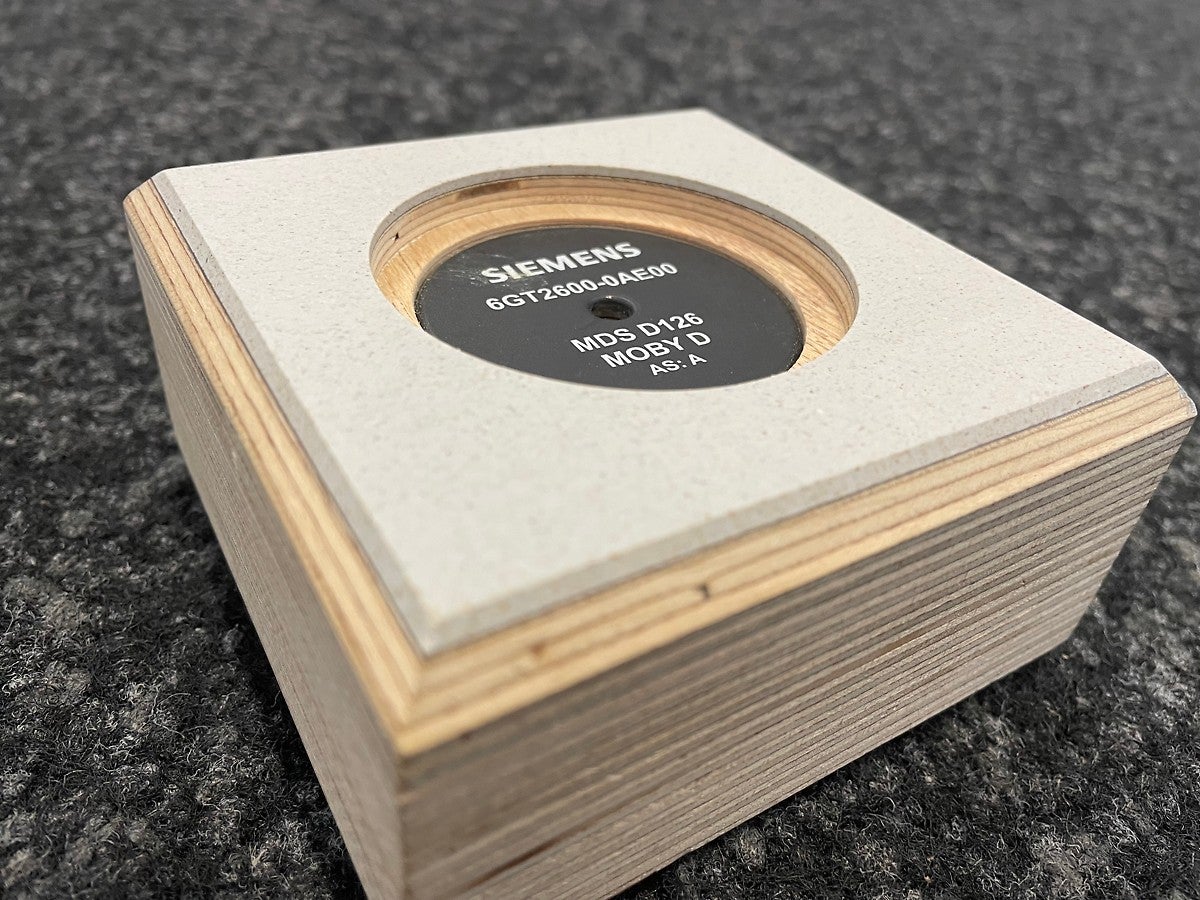 SIEMENS
6GT2600-0AE00
MDS D126
MOBY D
AS: A